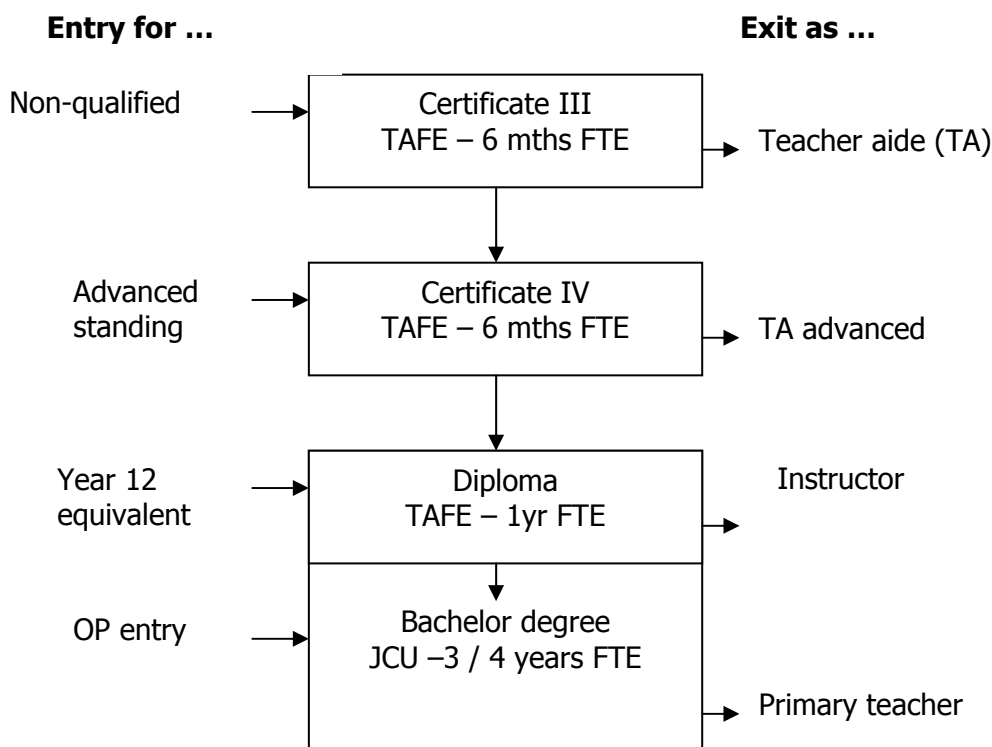 Entry for ...
Exit as ...
Non-qualified
Certificate III
TAFE – 6 mths FTE
Teacher aide (TA)
Advanced
standing
Certificate IV
TAFE – 6 mths FTE
TA advanced
Year 12
equivalent
Diploma
TAFE – 1yr FTE
Instructor
OP entry
Bachelor degree
JCU –3 / 4 years FTE
Primary teacher